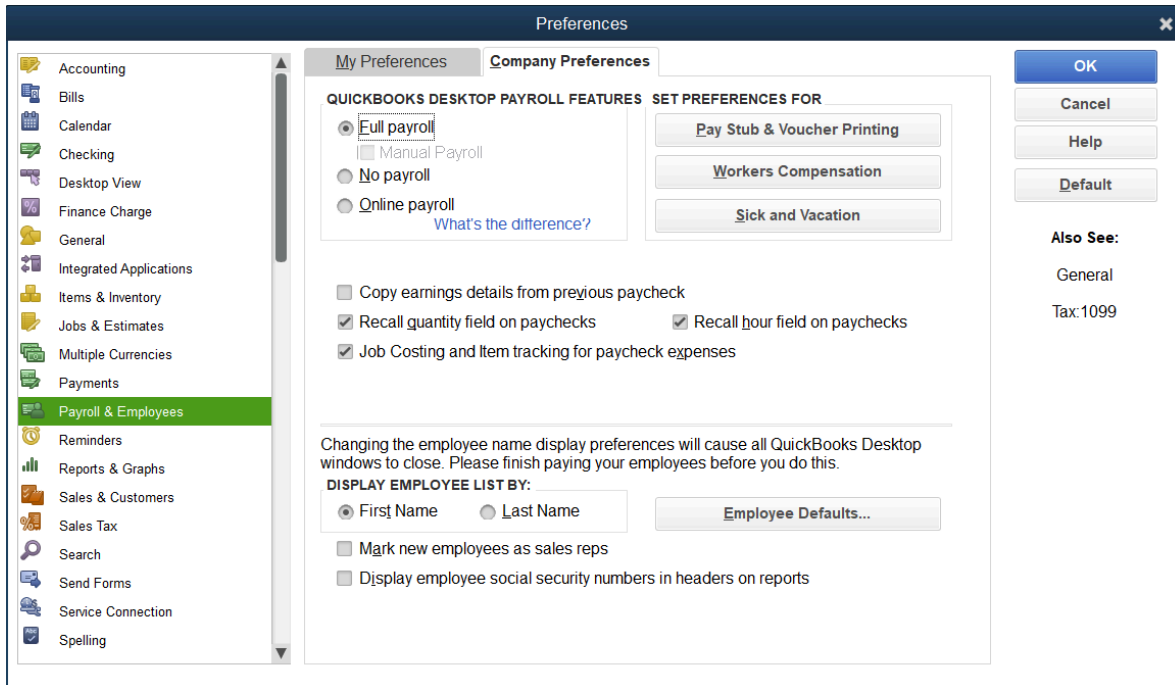 Preferences
Accounting
Bills
Calendar
Checking
Desktop View
Finance Charge
General
Integrated Applications
Items & Inventory
Jobs & Estimates
Multiple Currencies
Payments
Payroll & Employees
Reminders
Reports & Graphs
Sales & Customers
Sales Tax
Search
Send Forms
Service Connection
Spelling
My Preferences
Company Preferences
QUICKBOOKS DESKTOP PAYROLL FEATURES
Full payroll
Manual Payroll
No payroll
Online payroll
What's the difference?
SET PREFERENCES FOR
Pay Stub & Voucher Printing
Workers Compensation
Sick and Vacation
Copy earnings details from previous paycheck
Recall quantity field on paychecks
Recall hour field on paychecks
Job Costing and Item tracking for paycheck expenses
Changing the employee name display preferences will cause all QuickBooks Desktop
windows to close. Please finish paying your employees before you do this.
DISPLAY EMPLOYEE LIST BY:
First Name
Last Name
Employee Defaults...
Mark new employees as sales reps
Display employee social security numbers in headers on reports
OK
Cancel
Help
Default
Also See:
General
Tax:1099